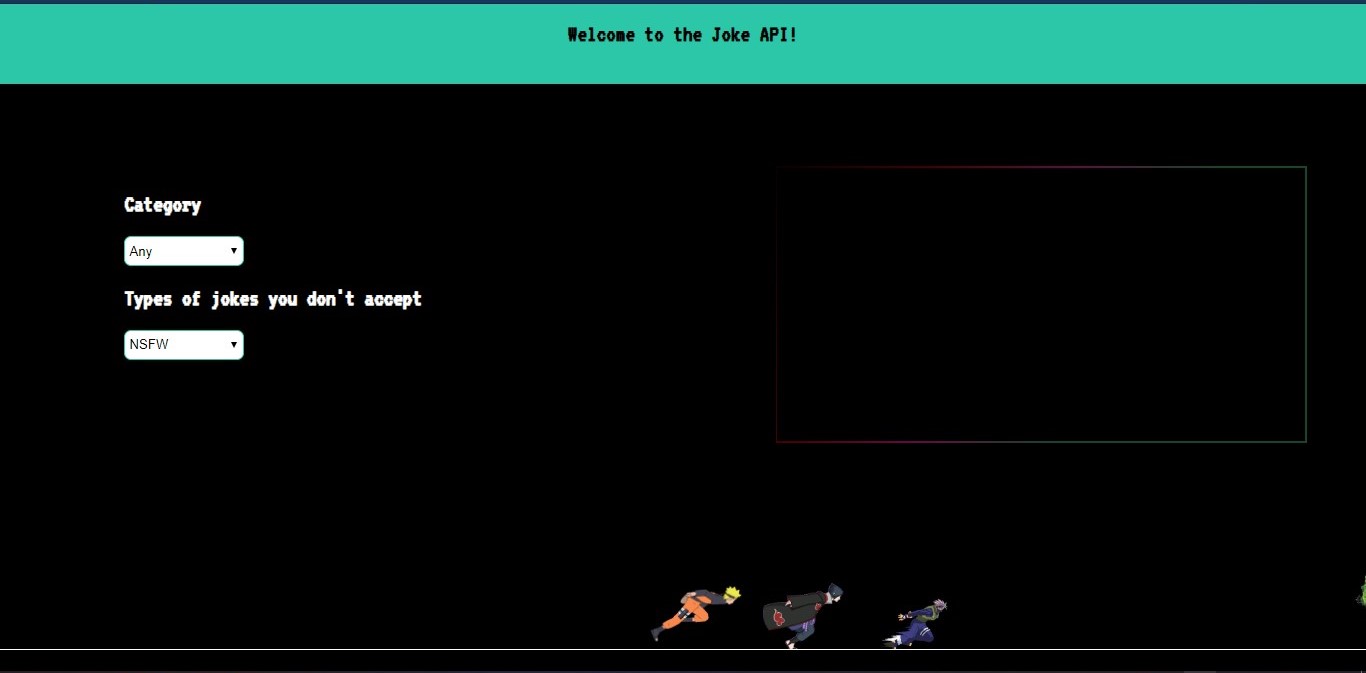 Welcome to the Joke API!
Category
Any
Types of jokes you don't accept
NSFW